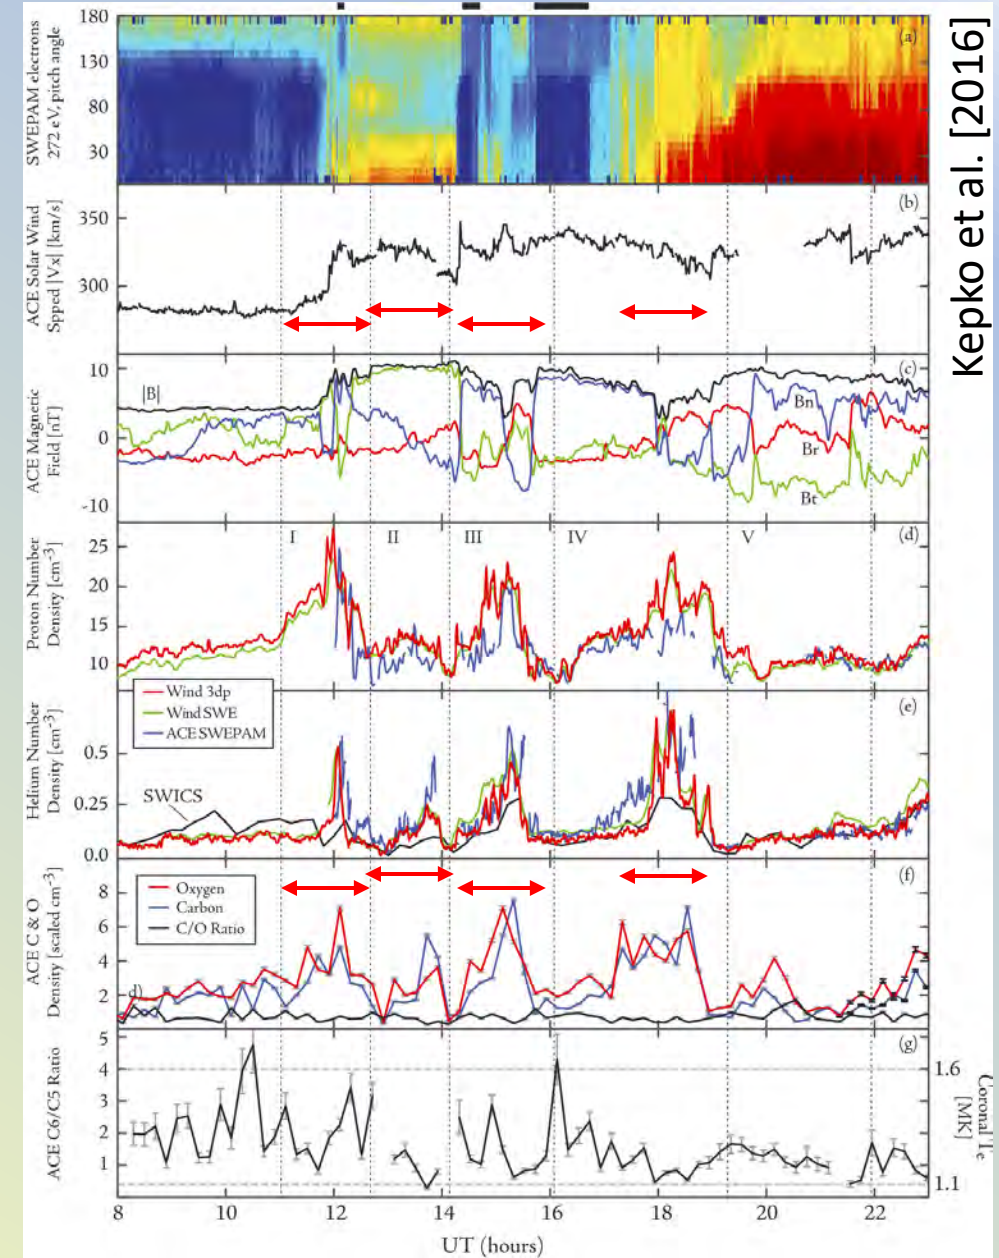 Kepko et al. [2016]
SWEPAM electrons
272 eV, pitch angle
180
130
80
30
(a)
ACE Solar Wind
Spped |Vx| [km/s]
350
300
(b)
ACE Magnetic
Field [nT]
10
0
-10
|B|
(c)
Bn
Br
Bt
Proton Number
Density [cm-3]
25
20
15
10
I
II
III
IV
V
(d)
Wind 3dp
Wind SWE
ACE SWEPAM
Helium Number
Density [cm-3]
0.5
0.25
0.0
SWICS
(e)
ACE C & O
Density [scaled cm-3]
8
6
4
2
Oxygen
Carbon
C/O Ratio
d)
(f)
ACE C6/C5 Ratio
5
4
3
2
1
(g)
1.6
1.1
Coronal Te
[MK]
8
10
12
14
16
18
20
22
UT (hours)